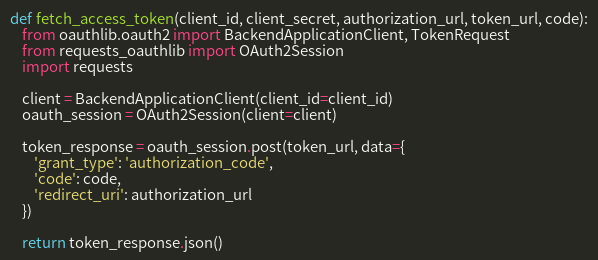 def fetch_access_token(client_id, client_secret, authorization_url, token_url, code):
from oauthlib.oauth2 import BackendApplicationClient, TokenRequest
from requests_oauthlib import OAuth2Session
import requests
client = BackendApplicationClient(client_id=client_id)
oauth_session = OAuth2Session(client=client)
token_response = oauth_session.post(token_url, data={
'grant_type': 'authorization_code',
'code': code,
'redirect_uri': authorization_url
})
return token_response.json()